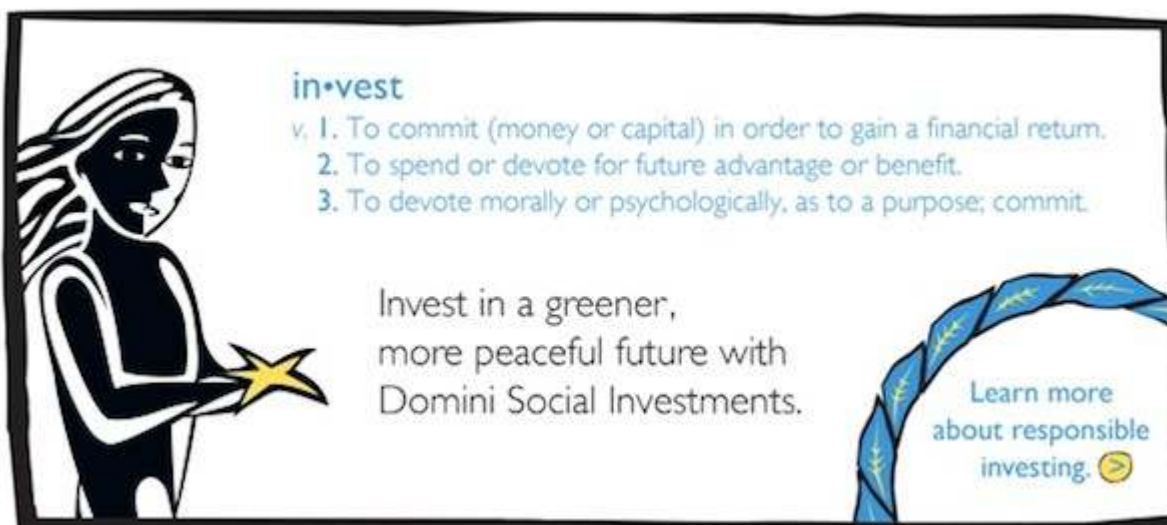 in•vest
v. 1. To commit (money or capital) in order to gain a financial return.
2. To spend or devote for future advantage or benefit.
3. To devote morally or psychologically, as to a purpose; commit.
Invest in a greener,
more peaceful future with
Domini Social Investments.
Learn more
about responsible
investing. >